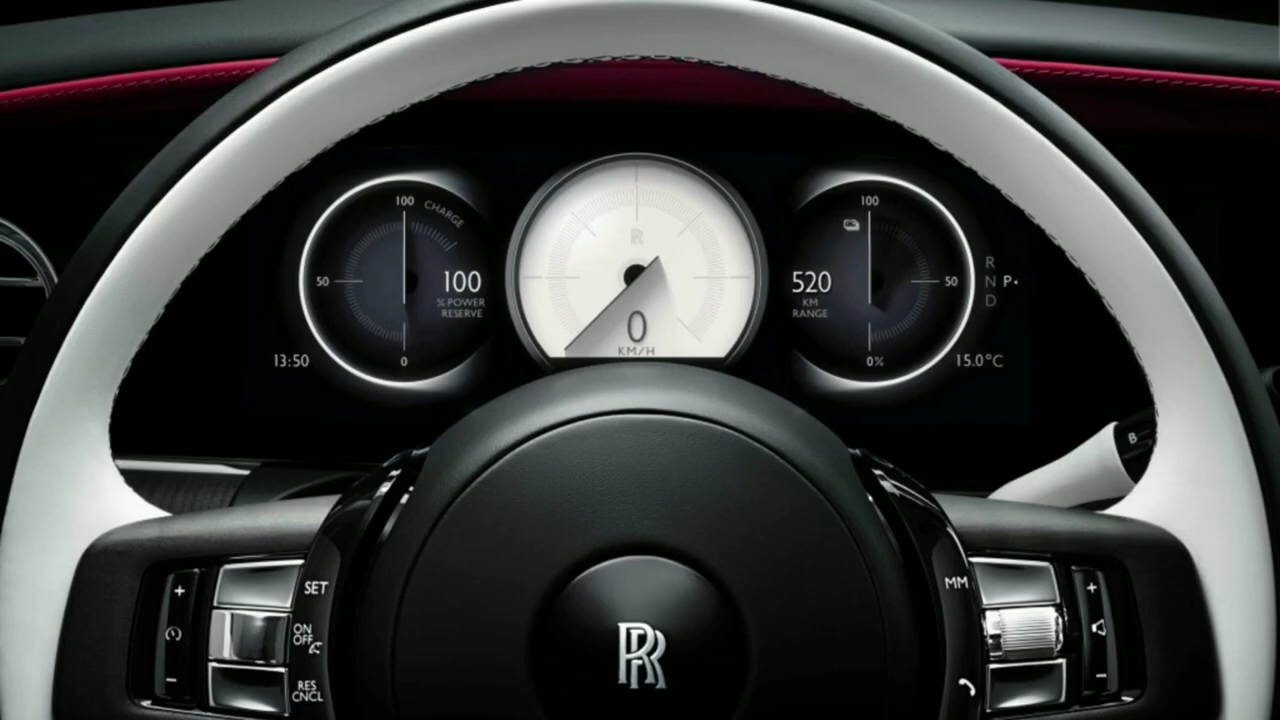 100
CHARGE
50
100
% POWER
RESERVE
0
13:50
R
0
KM/H
100
520
KM
RANGE
50
0%
R
N P
D
15.0°C
B
+
SET
ON
OFF
RES
CNCL
−
MM
+
−
RR